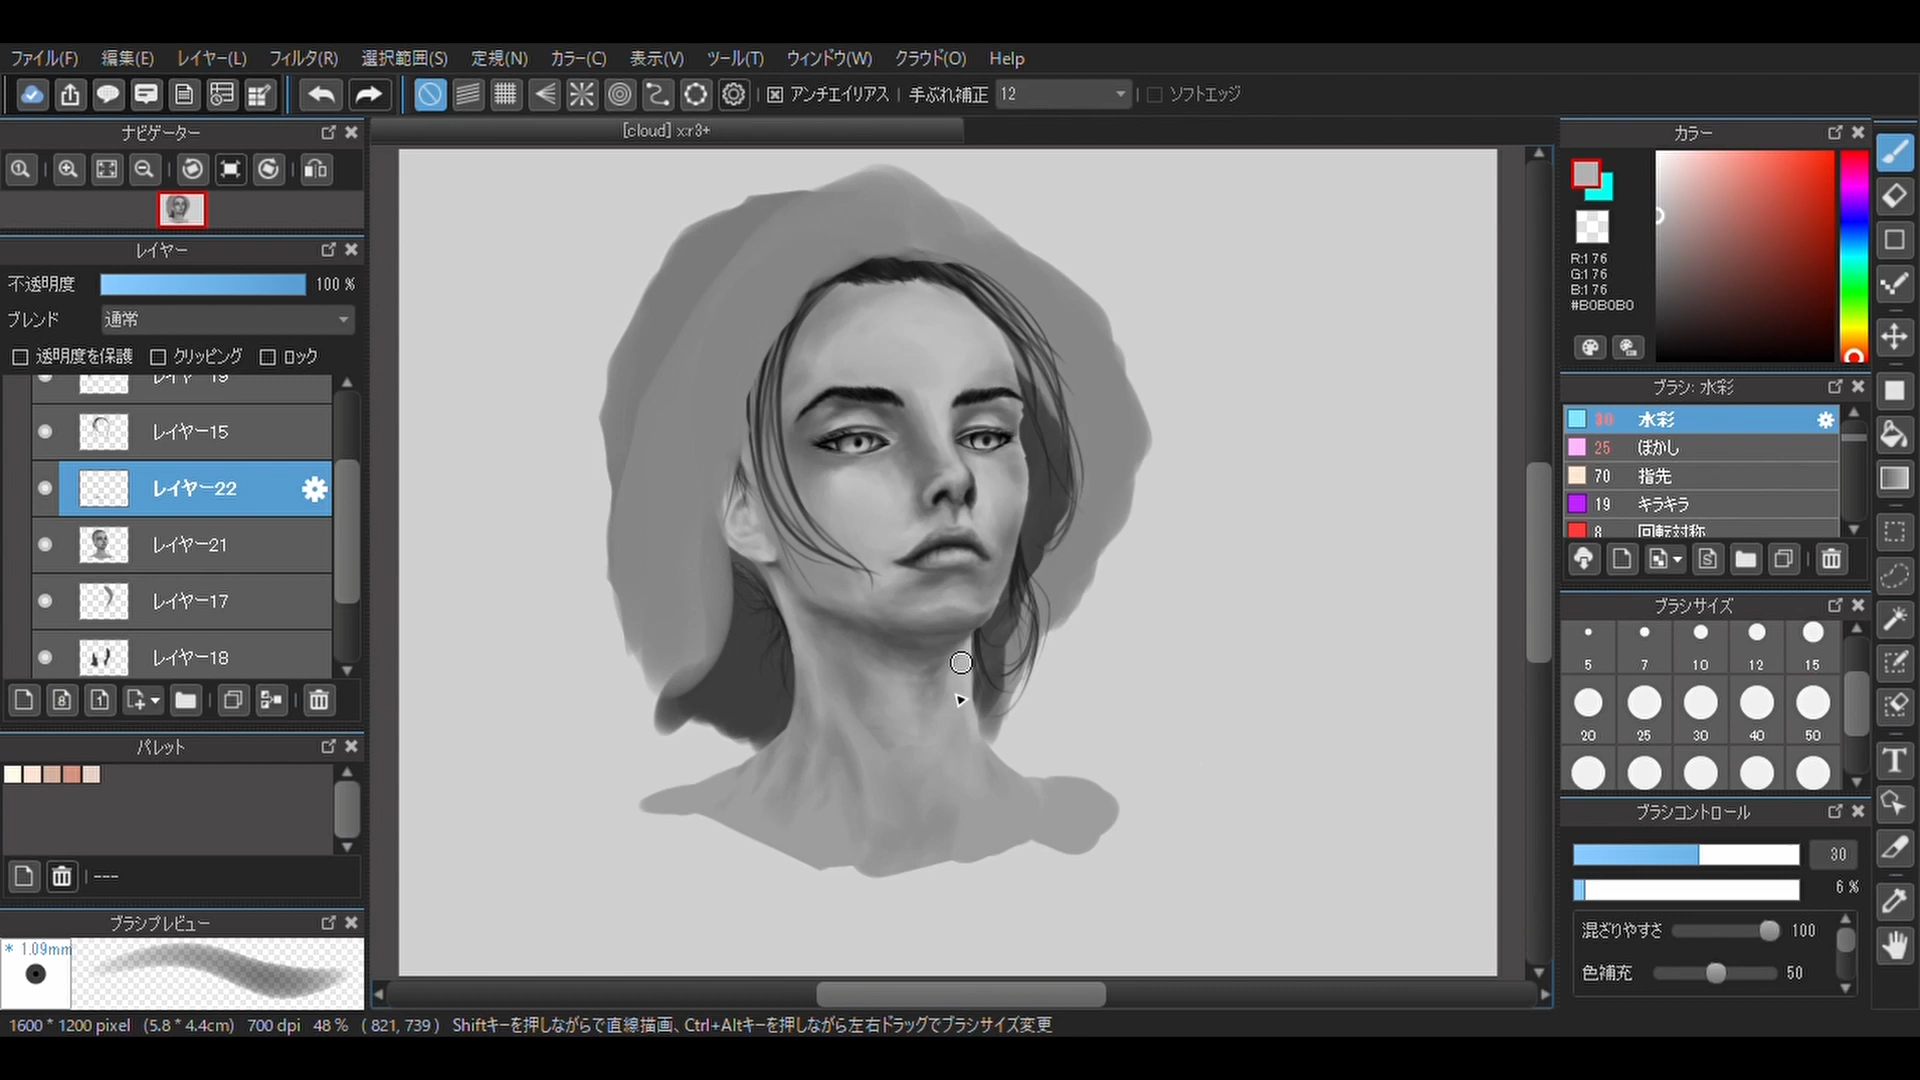 ファイル(F) 編集(E) レイヤー(L) フィルタ(R) 選択範囲(S) 定規(N) カラー(C) 表示(V) ツール(T) ウィンドウ(W) クラウド(O) Help
アンチエイリアス 手ぶれ補正 12 ソフトエッジ
ナビゲーター
レイヤー
不透明度 100 %
ブレンド 通常
透明度を保護 クリッピング ロック
レイヤー19
レイヤー15
レイヤー22
レイヤー21
レイヤー17
レイヤー18
パレット
---
ブラシプレビュー
* 1.09mm
[cloud] x:r3+
カラー
R:176
G:176
B:176
#B0B0B0
ブラシ: 水彩
30 水彩
25 ぼかし
70 指先
19 キラキラ
8 回転対称
ブラシサイズ
5 7 10 12 15
20 25 30 40 50
ブラシコントロール
30
6 %
混ざりやすさ 100
色補充 50
1600 * 1200 pixel (5.8 * 4.4cm) 700 dpi 48 % ( 821, 739 ) Shiftキーを押しながらで直線描画、Ctrl+Altキーを押しながら左右ドラッグでブラシサイズ変更